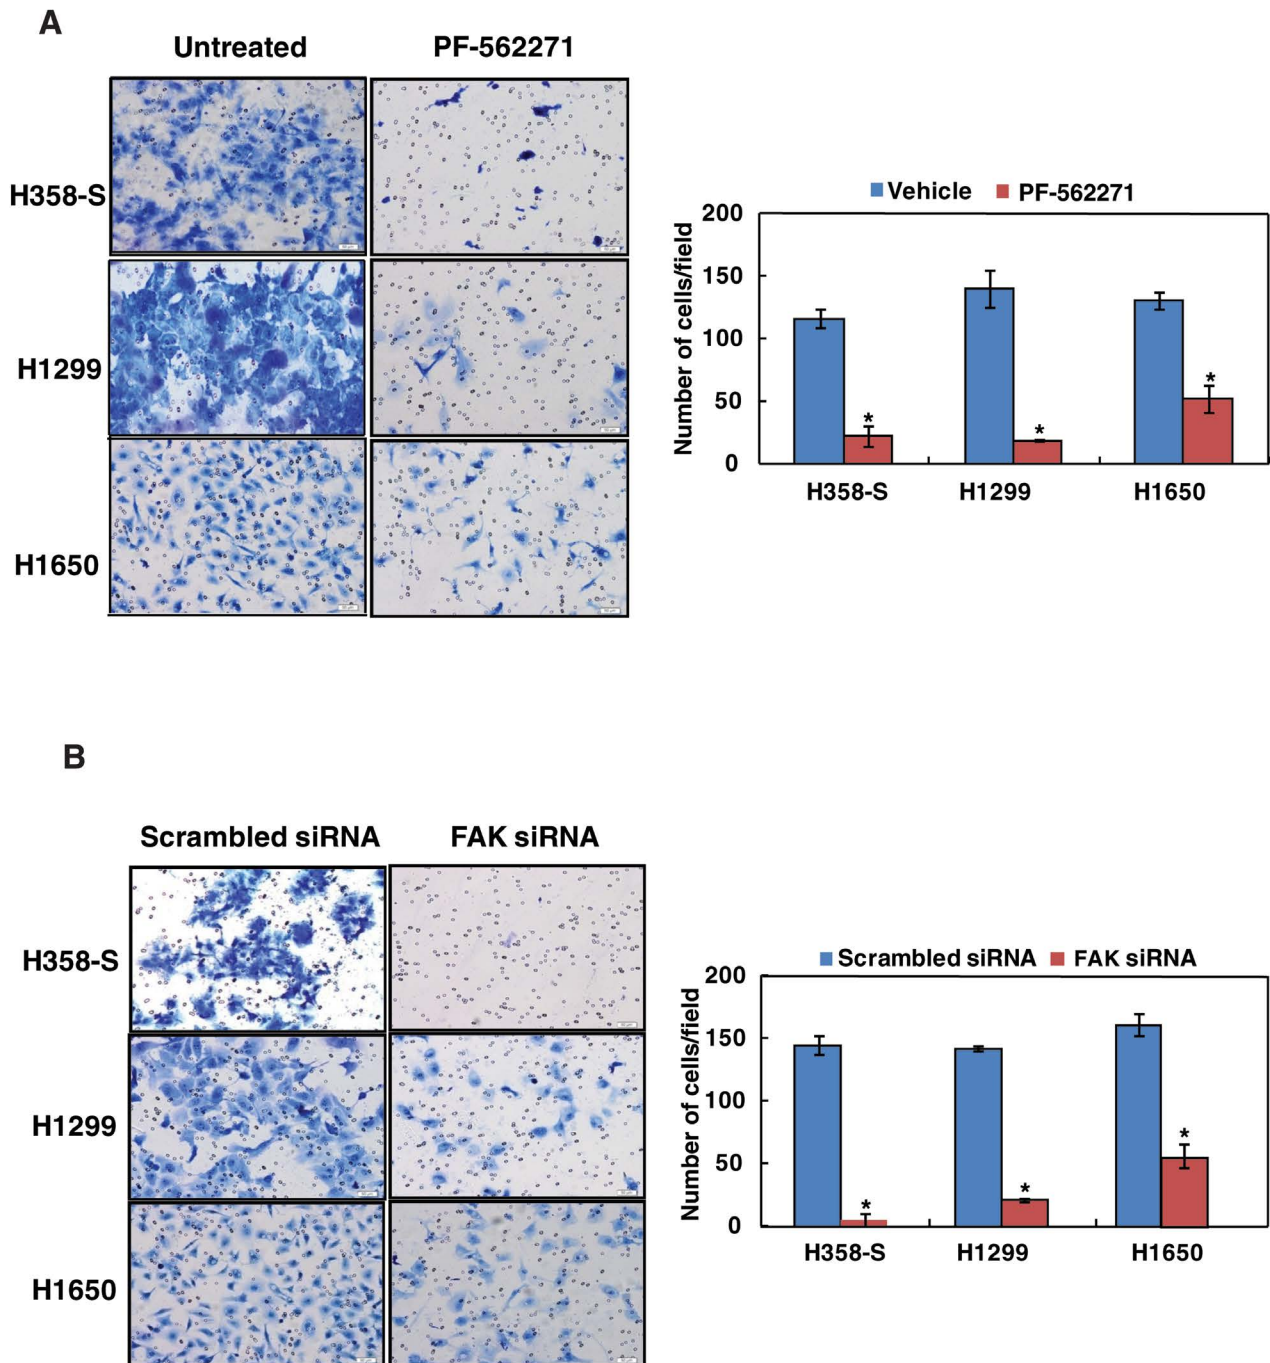 A
Untreated PF-562271
H358-S
H1299
H1650
Vehicle PF-562271
Number of cells/field
200
150
100
50
0
*
*
*
H358-S H1299 H1650
B
Scrambled siRNA FAK siRNA
H358-S
H1299
H1650
Scrambled siRNA FAK siRNA
Number of cells/field
200
150
100
50
0
*
*
*
H358-S H1299 H1650